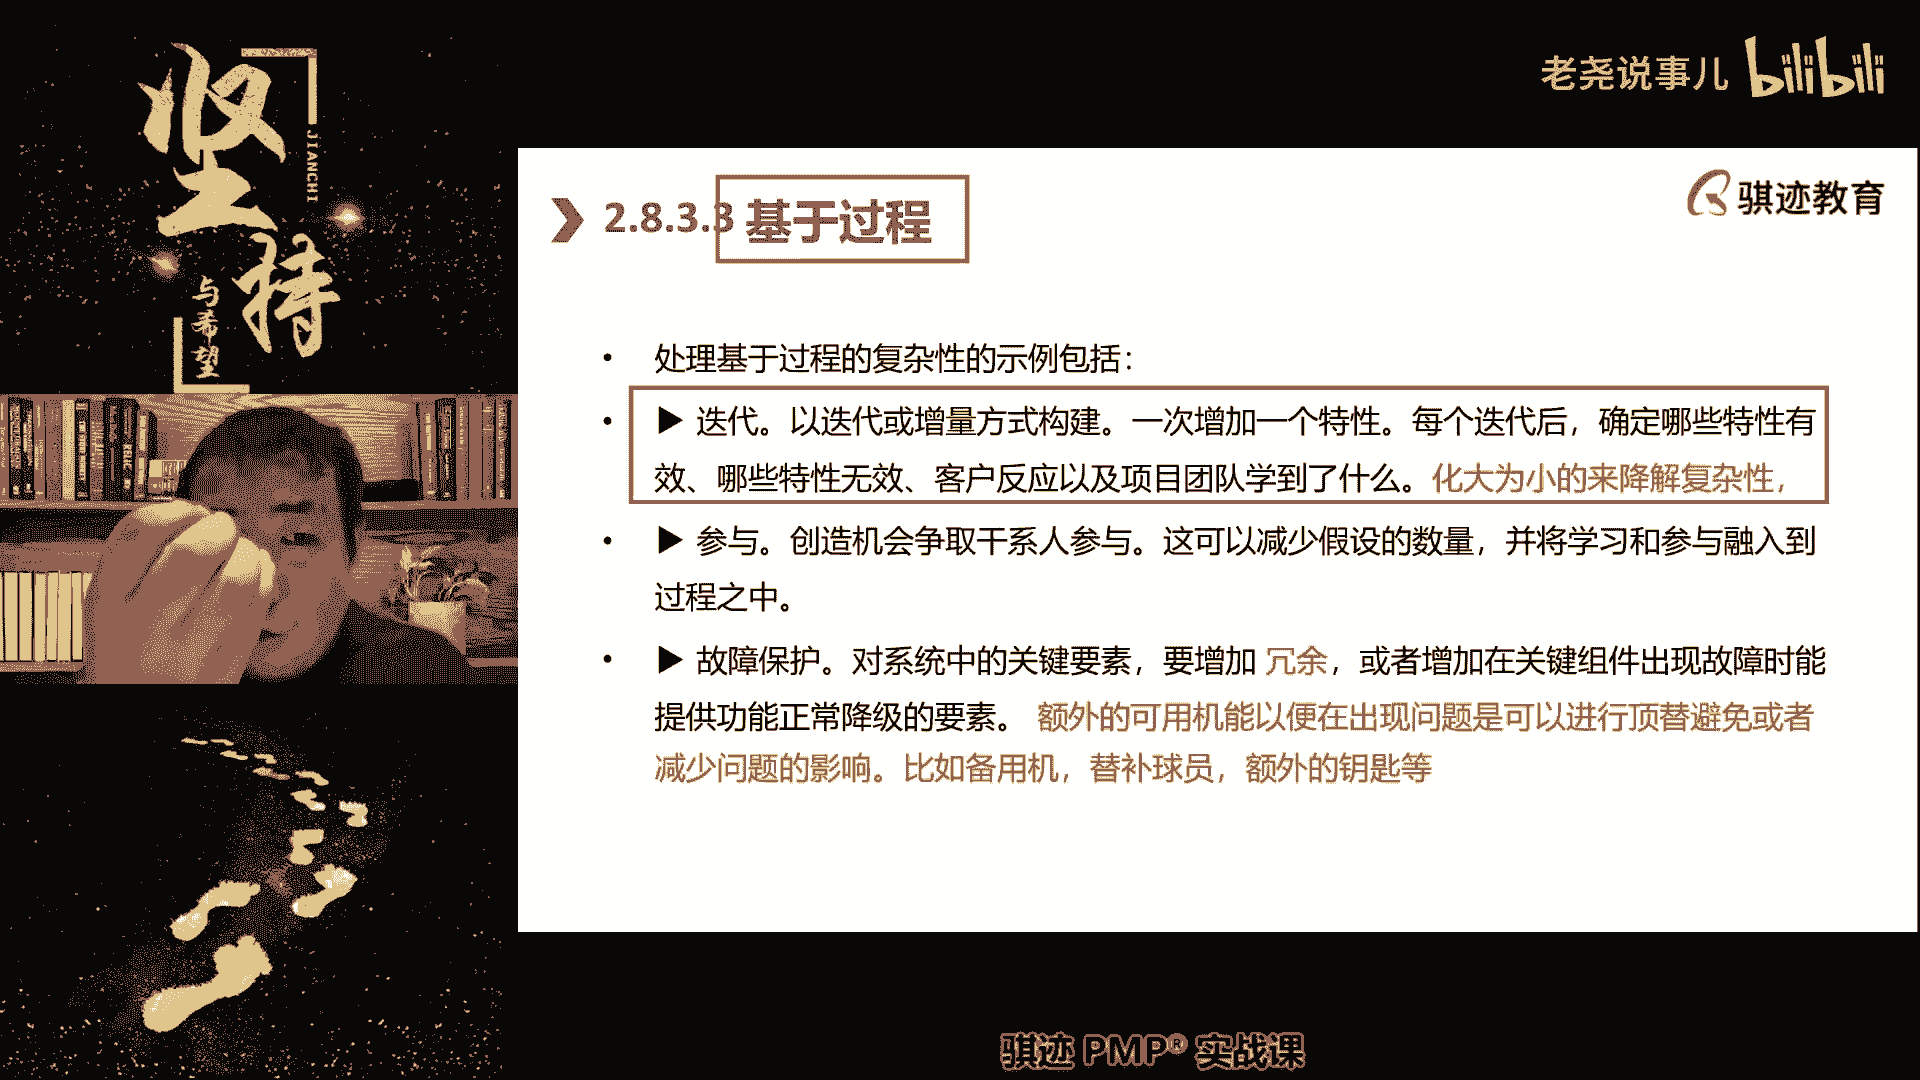 坚持
JIANCHI
与希望
老尧说事儿 bilibili
骐迹教育
2.8.3.3 基于过程
• 处理基于过程的复杂性的示例包括：
• ▶ 迭代。以迭代或增量方式构建。一次增加一个特性。每个迭代后，确定哪些特性有
效、哪些特性无效、客户反应以及项目团队学到了什么。化大为小的来降解复杂性，
• ▶ 参与。创造机会争取干系人参与。这可以减少假设的数量，并将学习和参与融入到
过程之中。
• ▶ 故障保护。对系统中的关键要素，要增加 冗余，或者增加在关键组件出现故障时能
提供功能正常降级的要素。 额外的可用机能以便在出现问题是可以进行顶替避免或者
减少问题的影响。比如备用机，替补球员，额外的钥匙等
骐迹 PMP® 实战课